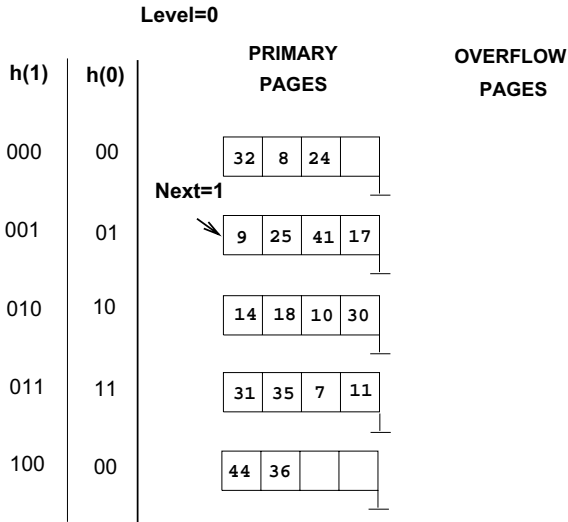 Level=0
h(1) h(0) PRIMARY PAGES OVERFLOW PAGES
000 00 32 8 24
Next=1
001 01 9 25 41 17
010 10 14 18 10 30
011 11 31 35 7 11
100 00 44 36